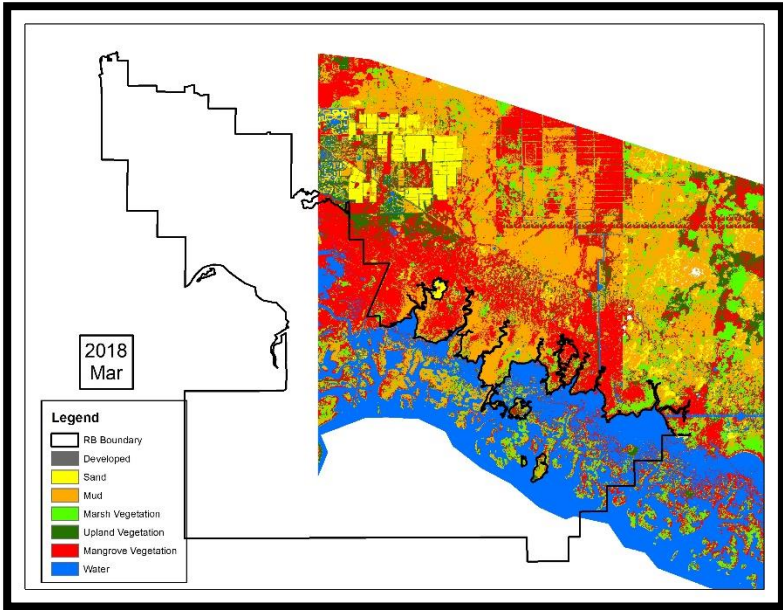 2018
Mar
Legend
RB Boundary
Developed
Sand
Mud
Marsh Vegetation
Upland Vegetation
Mangrove Vegetation
Water